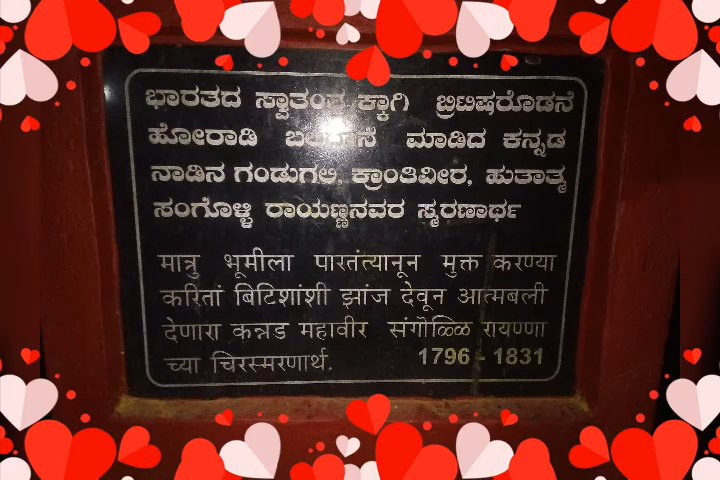 ಭಾರತದ ಸ್ವಾತಂತ್ರ್ಯಕ್ಕಾಗಿ ಬ್ರಿಟಿಷರೊಡನೆ
ಹೋರಾಡಿ ಮಾಡಿದ ಕನ್ನಡ
ನಾಡಿನ ಗಂಡುಗಲಿ, ಕ್ರಾಂತಿವೀರ, ಹುತಾತ್ಮ
ಸಂಗೊಳ್ಳಿ ರಾಯಣ್ಣನವರ ಸ್ಮರಣಾರ್ಥ
मात्रु भूमीला पारतंत्यानून मुक्त करण्या
करितां बिटिशांशी झांज देवून आत्मबली
देणारा कन्नड महावीर संगोळ्ळि रायण्णा
च्या चिरस्मरणार्थ. 1796 - 1831